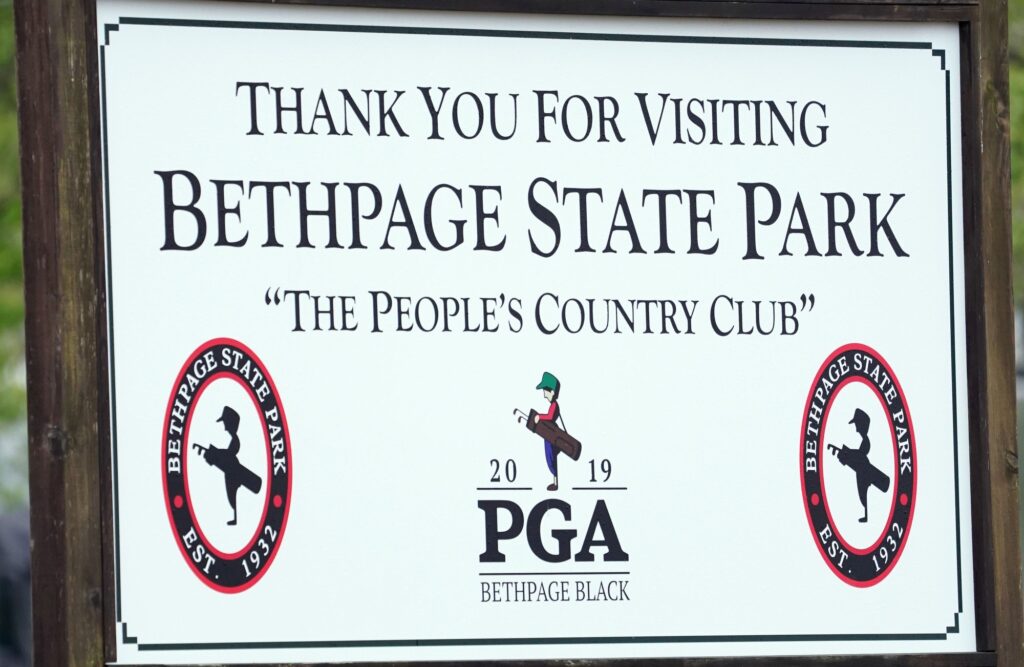 THANK YOU FOR VISITING
BETHPAGE STATE PARK
“THE PEOPLE’S COUNTRY CLUB”
BETHPAGE STATE PARK
EST. 1932
20 19
PGA
BETHPAGE BLACK
BETHPAGE STATE PARK
EST. 1932